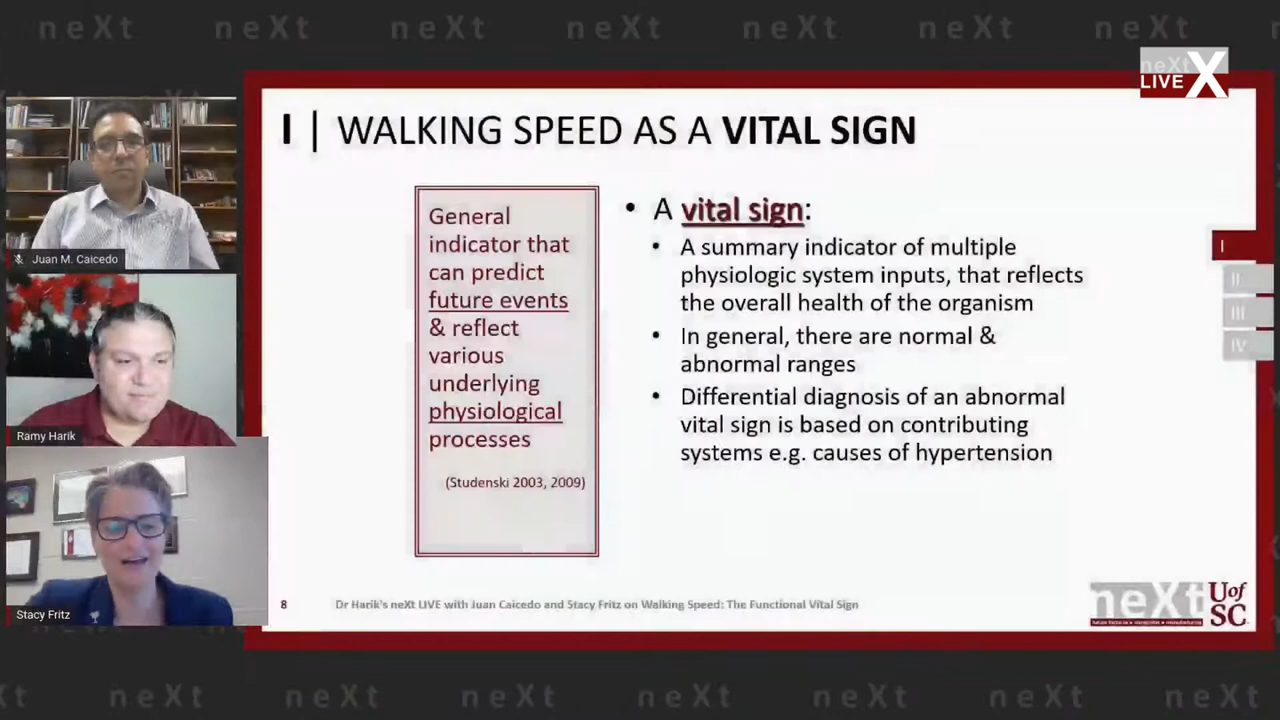 neXt neXt neXt neXt neXt neXt neXt
neXt
LIVE X
I | WALKING SPEED AS A VITAL SIGN
General
indicator that
can predict
future events
& reflect
various
underlying
physiological
processes
(Studenski 2003, 2009)
• A vital sign:
• A summary indicator of multiple
physiologic system inputs, that reflects
the overall health of the organism
• In general, there are normal &
abnormal ranges
• Differential diagnosis of an abnormal
vital sign is based on contributing
systems e.g. causes of hypertension
I
II
III
IV
Juan M. Caicedo
Ramy Harik
Stacy Fritz
8
Dr Harik's neXt LIVE with Juan Caicedo and Stacy Fritz on Walking Speed: The Functional Vital Sign
neXt
UofSC
neXt neXt neXt neXt neXt neXt neXt